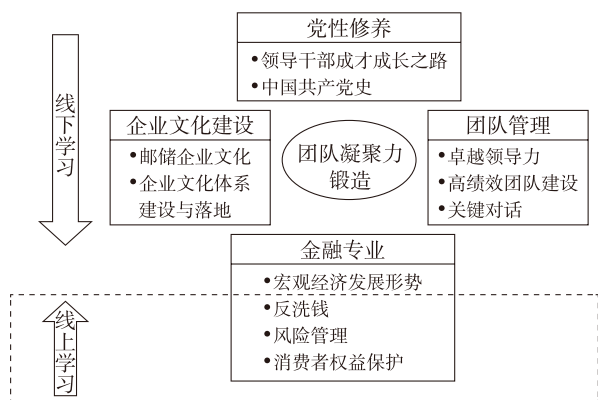 党性修养
•领导干部成才成长之路
•中国共产党史
线下学习
企业文化建设
•邮储企业文化
•企业文化体系
建设与落地
团队凝聚力
锻造
团队管理
•卓越领导力
•高绩效团队建设
•关键对话
金融专业
•宏观经济发展形势
•反洗钱
•风险管理
•消费者权益保护
线上学习